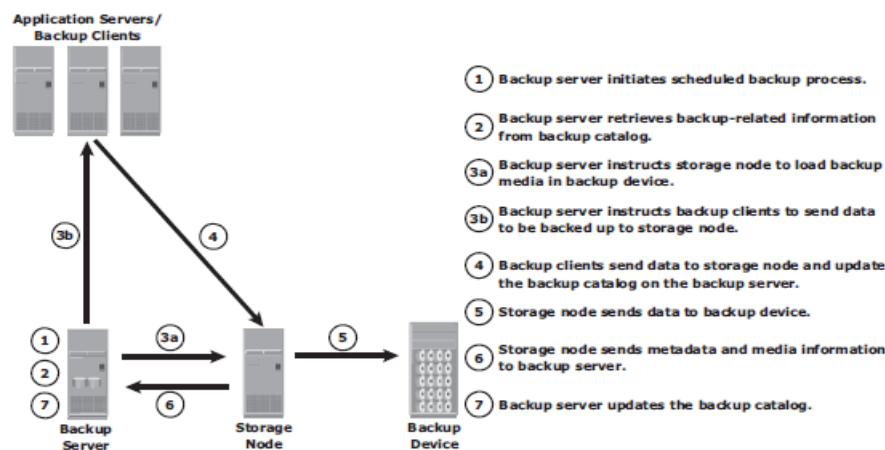 Application Servers/
Backup Clients
3b
4
1
2
7
3a
6
5
Backup
Server
Storage
Node
Backup
Device
1 Backup server initiates scheduled backup process.
2 Backup server retrieves backup-related information
from backup catalog.
3a Backup server instructs storage node to load backup
media in backup device.
3b Backup server instructs backup clients to send data
to be backed up to storage node.
4 Backup clients send data to storage node and update
the backup catalog on the backup server.
5 Storage node sends data to backup device.
6 Storage node sends metadata and media information
to backup server.
7 Backup server updates the backup catalog.